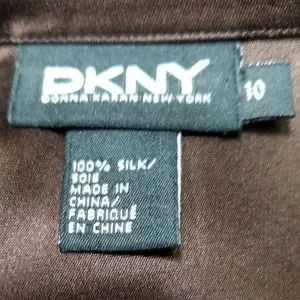 DKNY
DONNA KARAN NEW YORK
10
100% SILK/
SOIE
MADE IN
CHINA/
FABRIQUÉ
EN CHINE